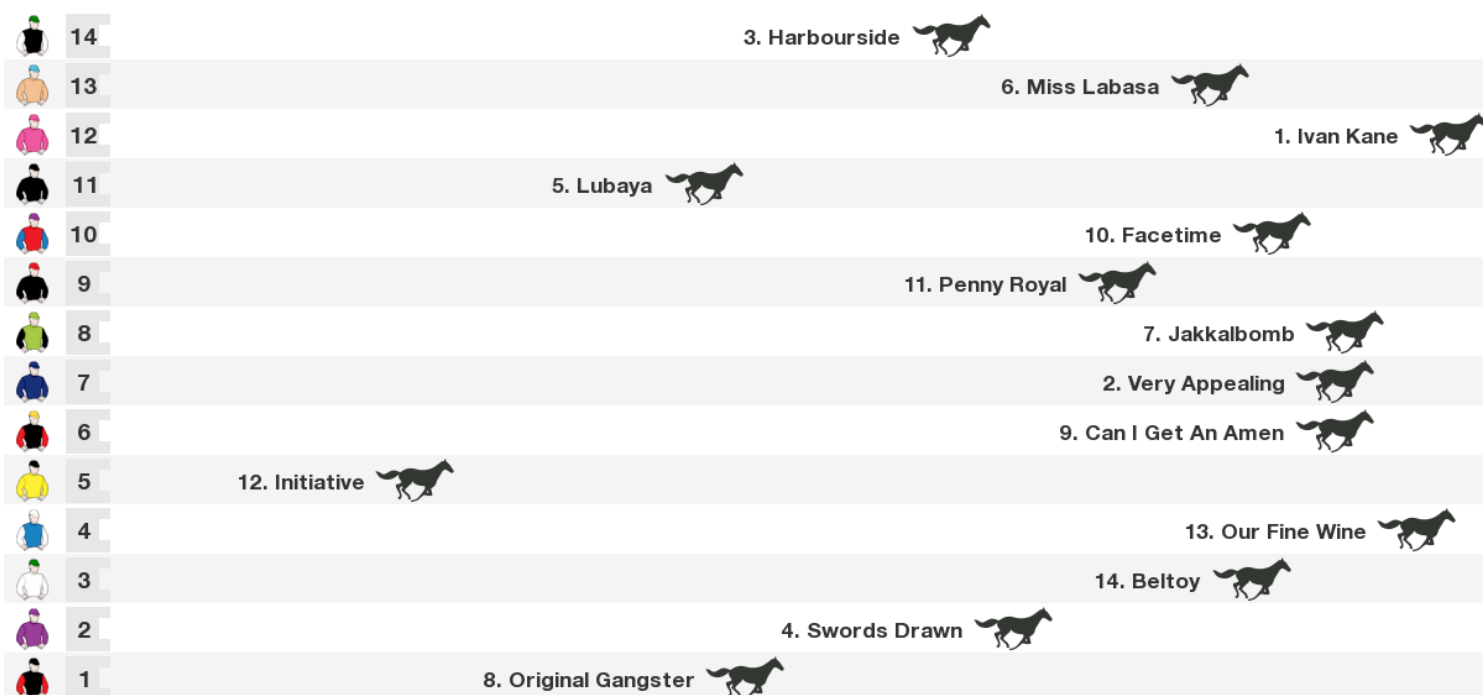 14 3. Harbourside
13 6. Miss Labasa
12 1. Ivan Kane
11 5. Lubaya
10 10. Facetime
9 11. Penny Royal
8 7. Jakkalbomb
7 2. Very Appealing
6 9. Can I Get An Amen
5 12. Initiative
4 13. Our Fine Wine
3 14. Beltoy
2 4. Swords Drawn
1 8. Original Gangster